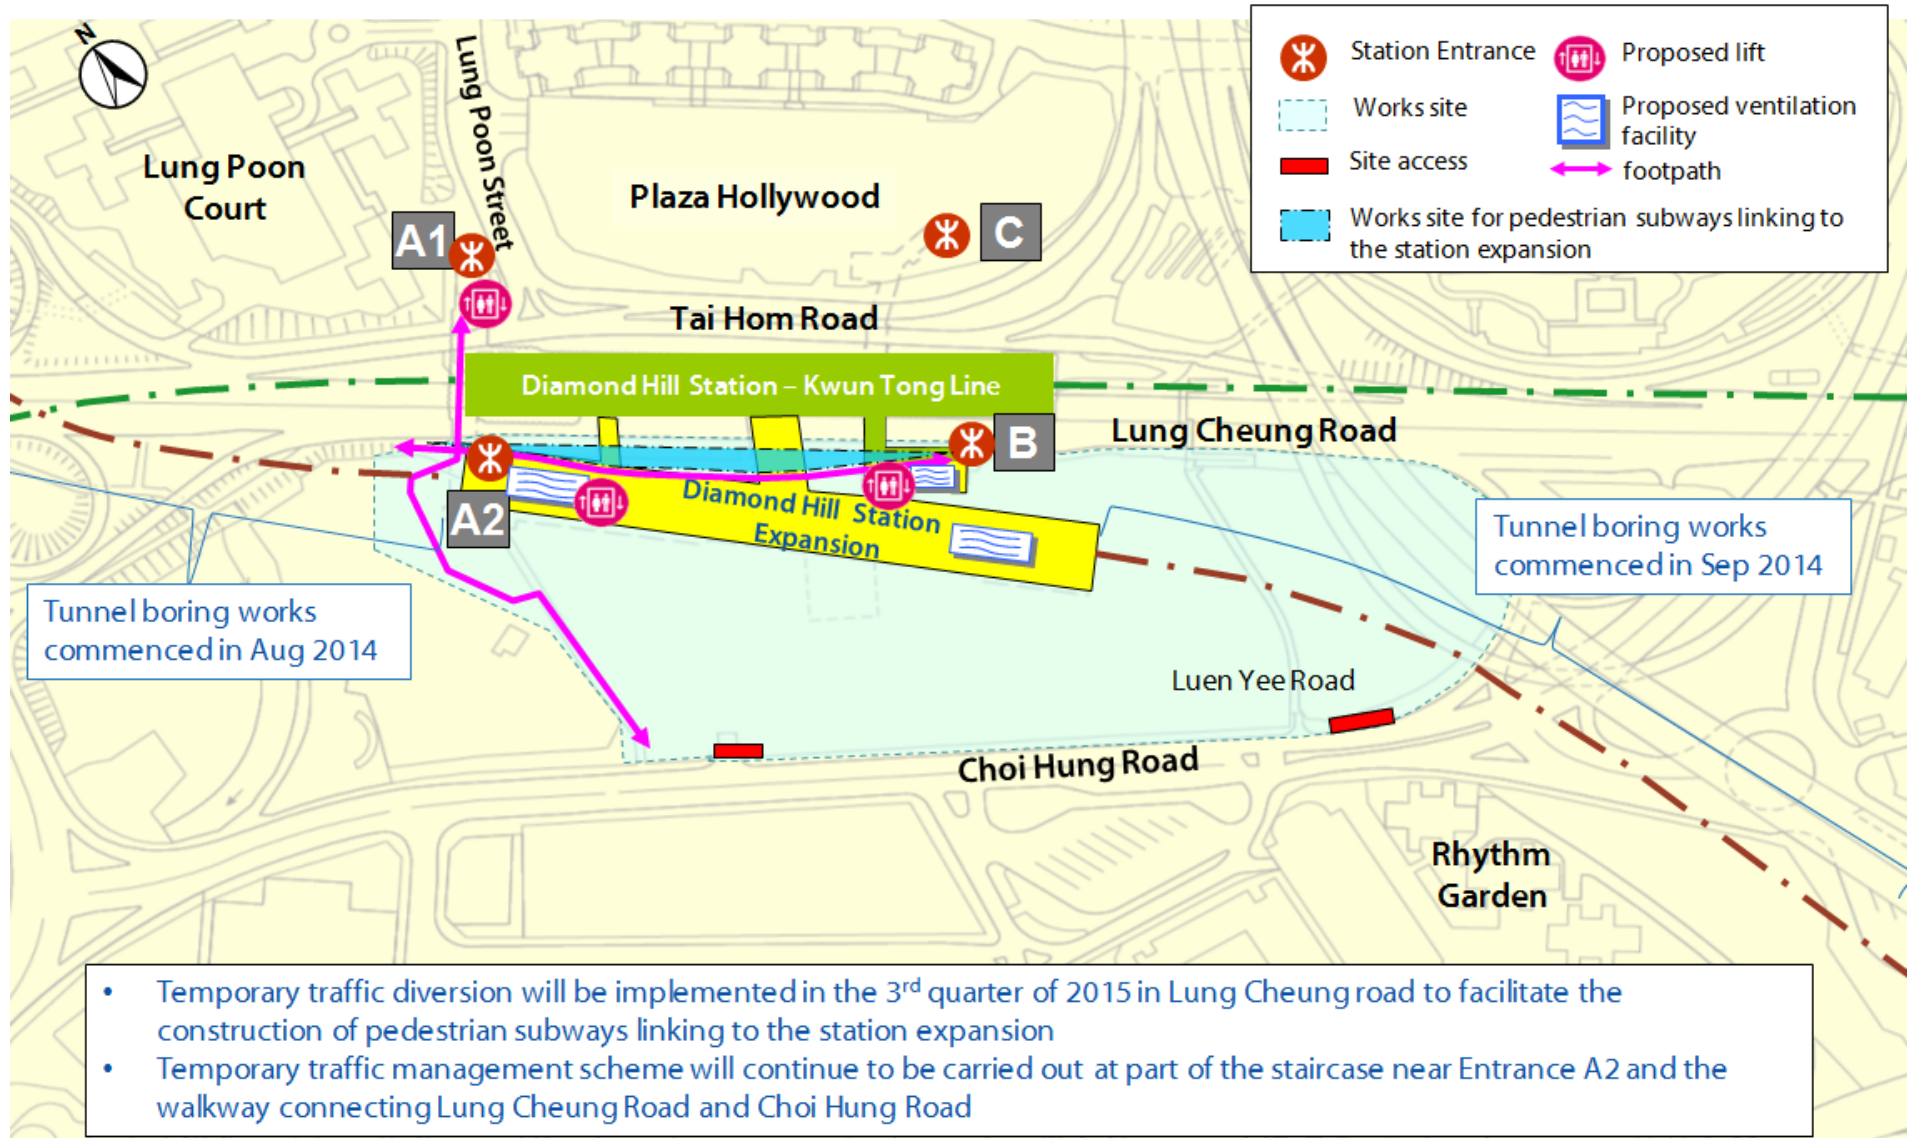 N
Lung Poon Street
Lung Poon
Court
Plaza Hollywood
A1
C
Station Entrance
Proposed lift
Works site
Proposed ventilation
facility
Site access
footpath
Works site for pedestrian subways linking to
the station expansion
Tai Hom Road
Diamond Hill Station – Kwun Tong Line
B
Lung Cheung Road
A2
Diamond Hill Station
Expansion
Tunnel boring works
commenced in Sep 2014
Tunnel boring works
commenced in Aug 2014
Luen Yee Road
Choi Hung Road
Rhythm
Garden
• Temporary traffic diversion will be implemented in the 3rd quarter of 2015 in Lung Cheung road to facilitate the
construction of pedestrian subways linking to the station expansion
• Temporary traffic management scheme will continue to be carried out at part of the staircase near Entrance A2 and the
walkway connecting Lung Cheung Road and Choi Hung Road